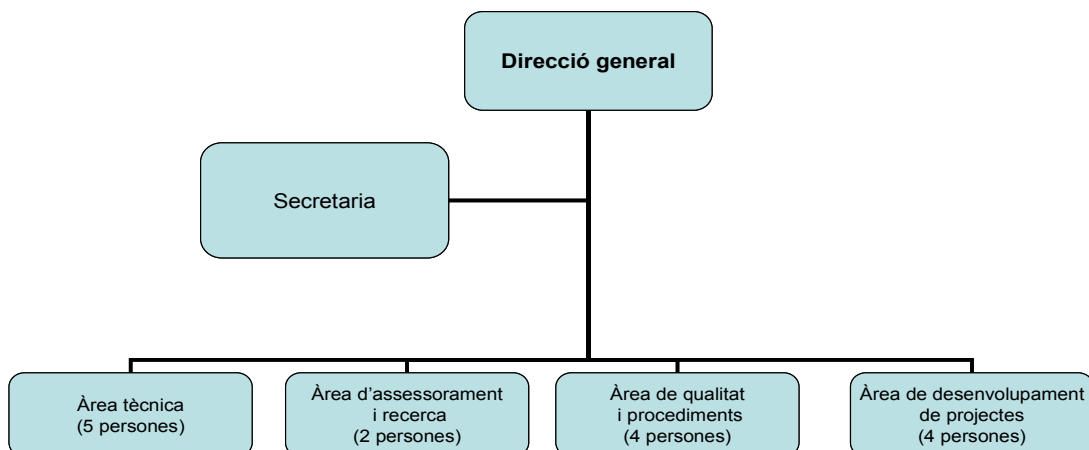 Direcció general
Secretaria
Àrea tècnica
(5 persones)
Àrea d’assessorament
i recerca
(2 persones)
Àrea de qualitat
i procediments
(4 persones)
Àrea de desenvolupament
de projectes
(4 persones)